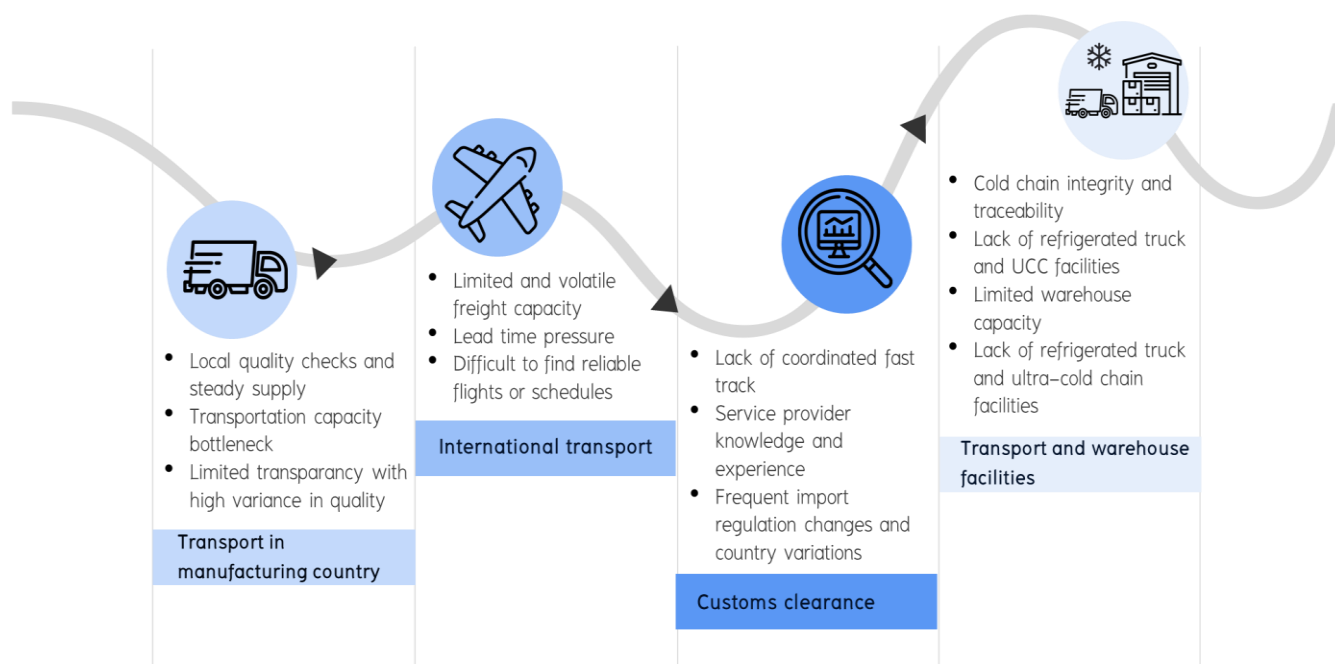 • Local quality checks and
steady supply
• Transportation capacity
bottleneck
• Limited transparancy with
high variance in quality
Transport in
manufacturing country
• Limited and volatile
freight capacity
• Lead time pressure
• Difficult to find reliable
flights or schedules
International transport
• Lack of coordinated fast
track
• Service provider
knowledge and
experience
• Frequent import
regulation changes and
country variations
Customs clearance
• Cold chain integrity and
traceability
• Lack of refrigerated truck
and UCC facilities
• Limited warehouse
capacity
• Lack of refrigerated truck
and ultra-cold chain
facilities
Transport and warehouse
facilities